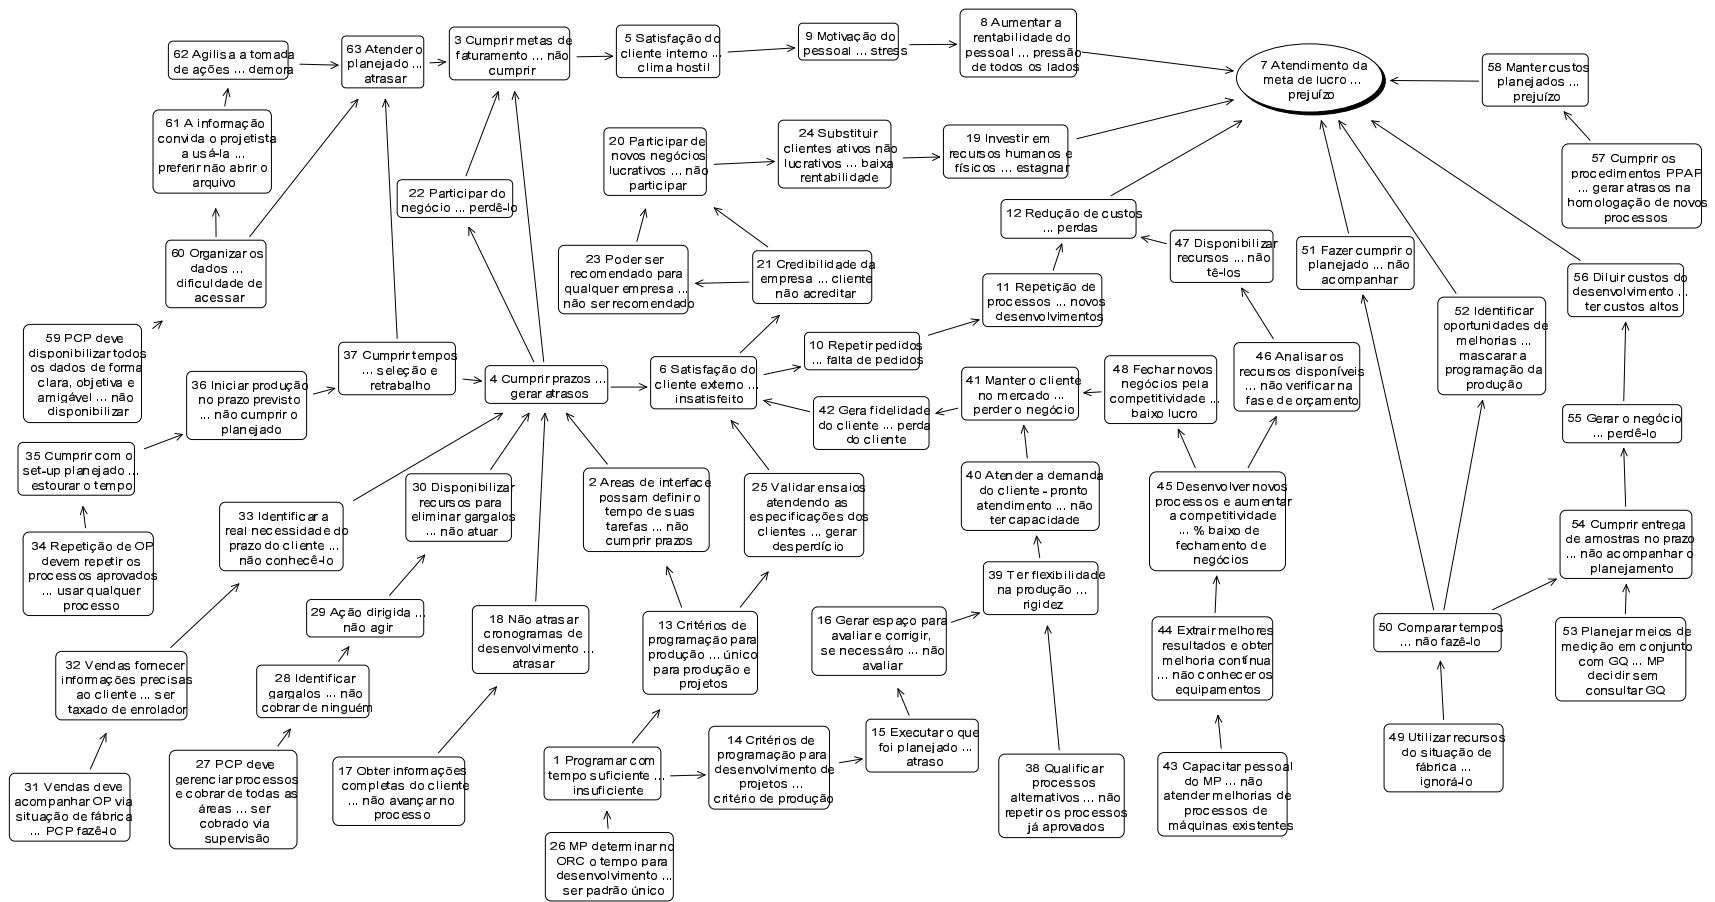 62 Agilisa a tomada
de ações ... demora
63 Atender o
planejado ...
atrasar
3 Cumprir metas de
faturamento ... não
cumprir
5 Satisfação do
cliente interno ...
clima hostil
9 Motivação do
pessoal ... stress
8 Aumentar a
rentabilidade do
pessoal ... pressão
de todos os lados
7 Atendimento da
meta de lucro ...
prejuízo
58 Manter custos
planejados ...
prejuízo
61 A informação
convida o projetista
a usá-la ...
preferir não abrir o
arquivo
20 Participar de
novos negócios
lucrativos ... não
participar
24 Substituir
clientes ativos não
lucrativos ... baixa
rentabilidade
19 Investir em
recursos humanos e
físicos ... estagnar
57 Cumprir os
procedimentos PPAP
... gerar atrasos na
homologação de novos
processos
22 Participar do
negócio ... perdê-lo
12 Redução de custos
... perdas
60 Organizar os
dados ...
dificuldade de
acessar
23 Poder ser
recomendado para
qualquer empresa ...
não ser recomendado
21 Credibilidade da
empresa ... cliente
não acreditar
47 Disponibilizar
recursos ... não
tê-los
51 Fazer cumprir o
planejado ... não
acompanhar
56 Diluir custos do
desenvolvimento ...
ter custos altos
11 Repetição de
processos ... novos
desenvolvimentos
52 Identificar
oportunidades de
melhorias ...
mascarar a
programação da
produção
59 PCP deve
disponibilizar todos
os dados de forma
clara, objetiva e
amigável ... não
disponibilizar
37 Cumprir tempos
... seleção e
retrabalho
10 Repetir pedidos
... falta de pedidos
36 Iniciar produção
no prazo previsto
... não cumprir o
planejado
4 Cumprir prazos ...
gerar atrasos
6 Satisfação do
cliente externo ...
insatisfeito
41 Manter o cliente
no mercado ...
perder o negócio
48 Fechar novos
negócios pela
competitividade ...
baixo lucro
46 Analisar os
recursos disponíveis
... não verificar na
fase de orçamento
42 Gera fidelidade
do cliente ... perda
do cliente
55 Gerar o negócio
... perdê-lo
35 Cumprir com o
set-up planejado ...
estourar o tempo
33 Identificar a
real necessidade do
prazo do cliente ...
não conhecê-lo
30 Disponibilizar
recursos para
eliminar gargalos
... não atuar
2 Areas de interface
possam definir o
tempo de suas
tarefas ... não
cumprir prazos
25 Validar ensaios
atendendo as
especificações dos
clientes ... gerar
desperdício
40 Atender a demanda
do cliente - pronto
atendimento ... não
ter capacidade
45 Desenvolver novos
processos e aumentar
a competitividade
... % baixo de
fechamento de
negócios
54 Cumprir entrega
de amostras no prazo
... não acompanhar o
planejamento
34 Repetição de OP
devem repetir os
processos aprovados
... usar qualquer
processo
39 Ter flexibilidade
na produção ...
rigidez
29 Ação dirigida ...
não agir
18 Não atrasar
cronogramas de
desenvolvimento ...
atrasar
13 Critérios de
programação para
produção ... único
para produção e
projetos
16 Gerar espaço para
avaliar e corrigir,
se necessáro ... não
avaliar
44 Extrair melhores
resultados e obter
melhoria contínua
... não conhecer os
equipamentos
50 Comparar tempos
... não fazê-lo
53 Planejar meios de
medição em conjunto
com GQ ... MP
decidir sem
consultar GQ
32 Vendas fornecer
informações precisas
ao cliente ... ser
taxado de enrolador
28 Identificar
gargalos ... não
cobrar de ninguém
31 Vendas deve
acompanhar OP via
situação de fábrica
... PCP fazê-lo
27 PCP deve
gerenciar processos
e cobrar de todas as
áreas ... ser
cobrado via
supervisão
17 Obter informações
completas do cliente
... não avançar no
processo
1 Programar com
tempo suficiente ...
insuficiente
14 Critérios de
programação para
desenvolvimento de
projetos ...
critério de produção
15 Executar o que
foi planejado ...
atraso
38 Qualificar
processos
alternativos ... não
repetir os processos
já aprovados
43 Capacitar pessoal
do MP ... não
atender melhorias de
processos de
máquinas existentes
49 Utilizar recursos
do situação de
fábrica ...
ignorá-lo
26 MP determinar no
ORC o tempo para
desenvolvimento ...
ser padrão único